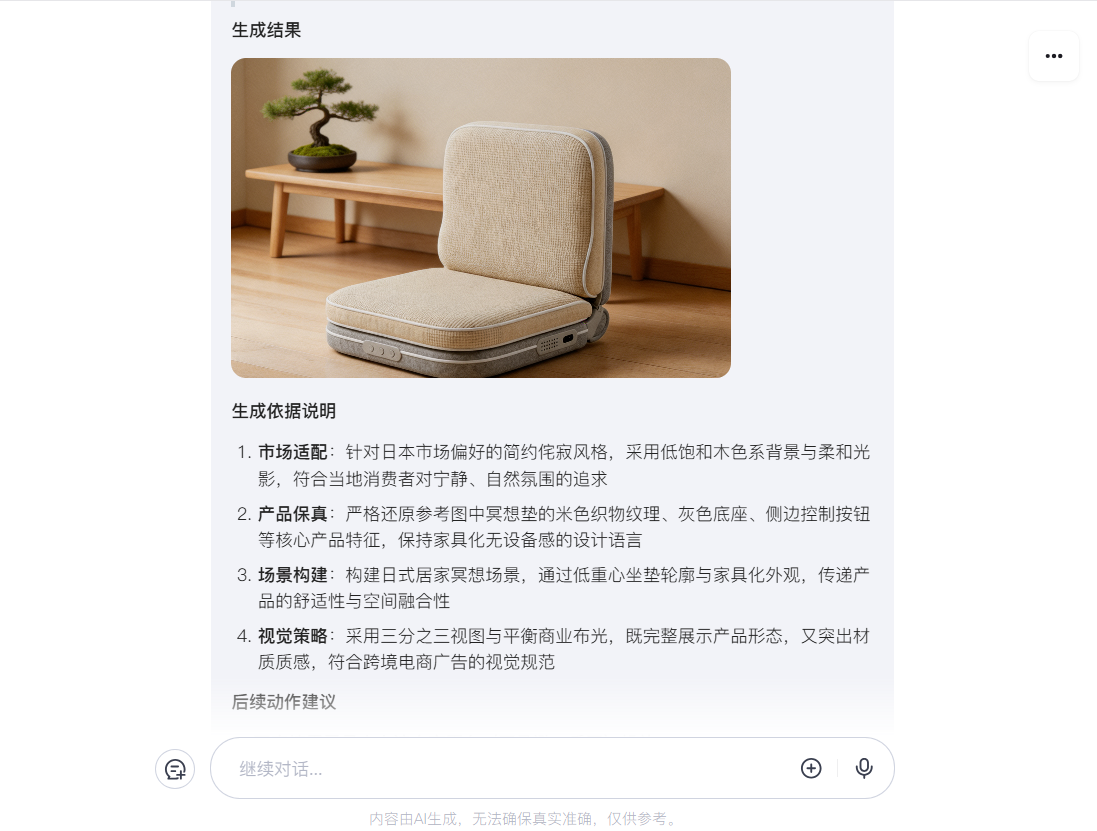 生成结果
生成依据说明
1. 市场适配：针对日本市场偏好的简约侘寂风格，采用低饱和木色系背景与柔和光
影，符合当地消费者对宁静、自然氛围的追求
2. 产品保真：严格还原参考图中冥想垫的米色织物纹理、灰色底座、侧边控制按钮
等核心产品特征，保持家具化无设备感的设计语言
3. 场景构建：构建日式居家冥想场景，通过低重心坐垫轮廓与家具化外观，传递产
品的舒适性与空间融合性
4. 视觉策略：采用三分之三视图与平衡商业布光，既完整展示产品形态，又突出材
质质感，符合跨境电商广告的视觉规范
后续动作建议
继续对话...
内容由AI生成，无法确保真实准确，仅供参考。